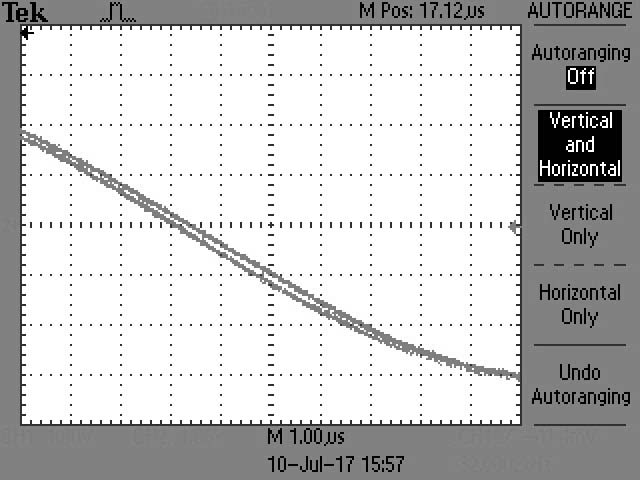 Tek
M Pos: 17.12µs
AUTORANGE
Autoranging
Off
Vertical
and
Horizontal
Vertical
Only
Horizontal
Only
Undo
Autoranging
M 1.00µs
10-Jul-17 15:57